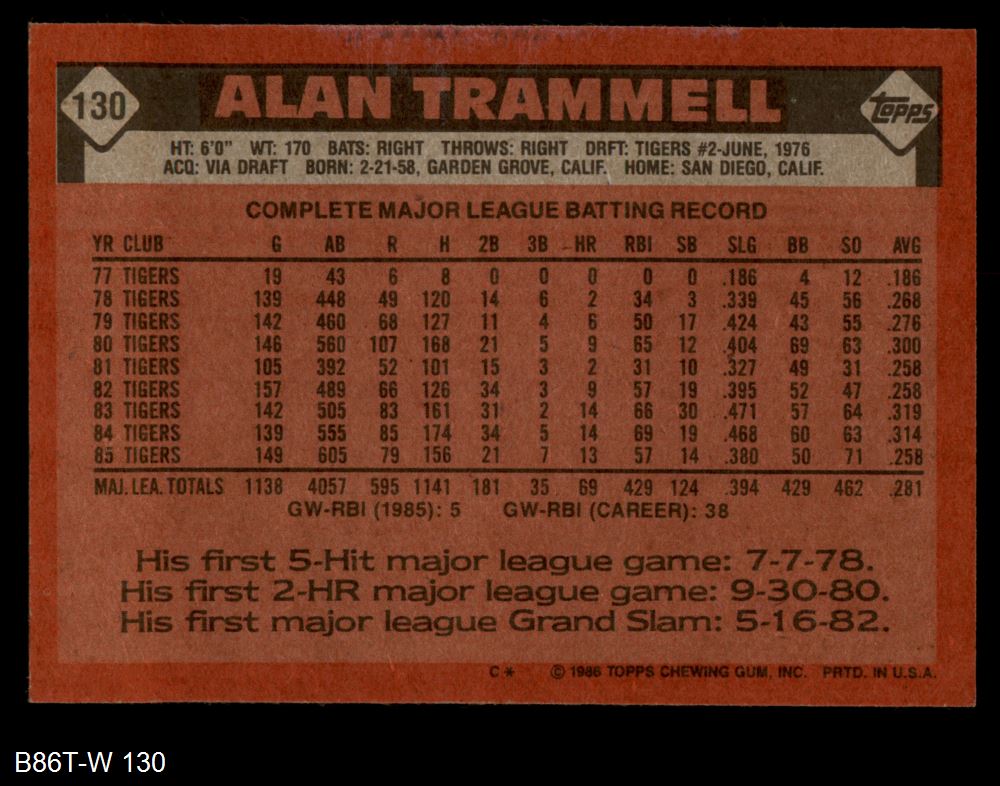 130 ALAN TRAMMELL TOPPS
HT: 6'0" WT: 170 BATS: RIGHT THROWS: RIGHT DRFT: TIGERS #2-JUNE, 1976
ACQ: VIA DRAFT BORN: 2-21-58, GARDEN GROVE, CALIF. HOME: SAN DIEGO, CALIF.
COMPLETE MAJOR LEAGUE BATTING RECORD
YR CLUB G AB R H 2B 3B HR RBI SB SLG BB SO AVG
77 TIGERS 19 43 6 8 0 0 0 0 0 .186 4 12 .186
78 TIGERS 139 448 49 120 14 6 2 34 3 .339 45 56 .268
79 TIGERS 142 460 68 127 11 4 6 50 17 .424 43 55 .276
80 TIGERS 146 560 107 168 21 5 9 65 12 .404 69 63 .300
81 TIGERS 105 392 52 101 15 3 2 31 10 .327 49 31 .258
82 TIGERS 157 489 66 126 34 3 9 57 19 .395 52 47 .258
83 TIGERS 142 505 83 161 31 2 14 66 30 .471 57 64 .319
84 TIGERS 139 555 85 174 34 5 14 69 19 .468 60 63 .314
85 TIGERS 149 605 79 156 21 7 13 57 14 .380 50 71 .258
MAJ. LEA. TOTALS 1138 4057 595 1141 181 35 69 429 124 .394 429 462 .281
GW-RBI (1985): 5 GW-RBI (CAREER): 38
His first 5-Hit major league game: 7-7-78.
His first 2-HR major league game: 9-30-80.
His first major league Grand Slam: 5-16-82.
C * © 1986 TOPPS CHEWING GUM, INC. PRTD. IN U.S.A.
B86T-W 130